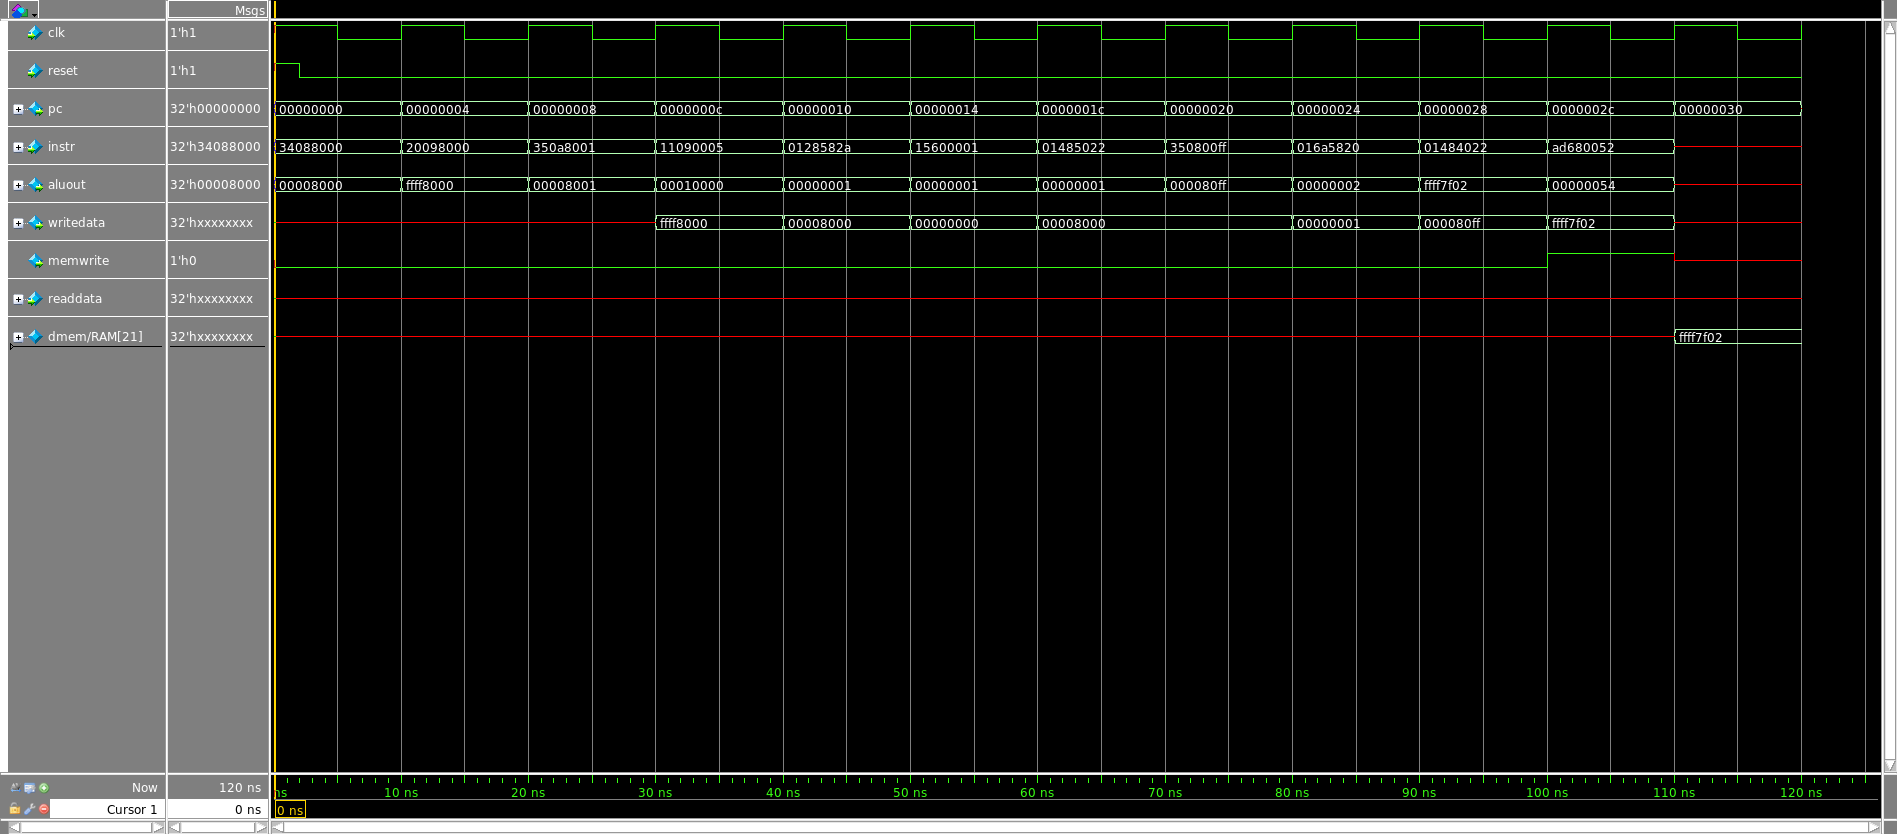 Msgs
clk 1'h1
reset 1'h1
pc 32'h00000000 00000000 00000004 00000008 0000000c 00000010 00000014 0000001c 00000020 00000024 00000028 0000002c 00000030
instr 32'h34088000 34088000 20098000 350a8001 11090005 0128582a 15600001 01485022 350800ff 016a5820 01484022 ad680052
aluout 32'h00008000 00008000 ffff8000 00008001 00010000 00000001 00000001 00000001 000080ff 00000002 ffff7f02 00000054
writedata 32'hxxxxxxxx ffff8000 00008000 00000000 00008000 00000001 000080ff ffff7f02
memwrite 1'h0
readdata 32'hxxxxxxxx
dmem/RAM[21] 32'hxxxxxxxx ffff7f02
Now 120 ns ns 10 ns 20 ns 30 ns 40 ns 50 ns 60 ns 70 ns 80 ns 90 ns 100 ns 110 ns 120 ns
Cursor 1 0 ns 0 ns